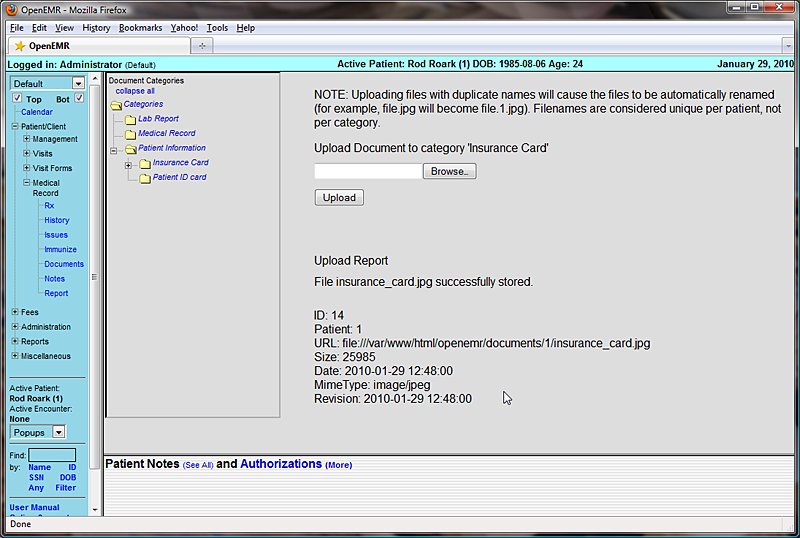 OpenEMR - Mozilla Firefox
File Edit View History Bookmarks Yahoo! Tools Help
OpenEMR
Logged in: Administrator (Default)
Active Patient: Rod Roark (1) DOB: 1985-08-06 Age: 24
January 29, 2010
Default
Top Bot
Calendar
Patient/Client
Management
Visits
Visit Forms
Medical
Record
Rx
History
Issues
Immunize
Documents
Notes
Report
Fees
Administration
Reports
Miscellaneous
Active Patient:
Rod Roark (1)
Active Encounter:
None
Popups
Find:
by: Name ID
SSN DOB
Any Filter
User Manual
Document Categories
collapse all
Categories
Lab Report
Medical Record
Patient Information
Insurance Card
Patient ID card
NOTE: Uploading files with duplicate names will cause the files to be automatically renamed
(for example, file.jpg will become file.1.jpg). Filenames are considered unique per patient, not
per category.
Upload Document to category 'Insurance Card'
Browse...
Upload
Upload Report
File insurance_card.jpg successfully stored.
ID: 14
Patient: 1
URL: file:///var/www/html/openemr/documents/1/insurance_card.jpg
Size: 25985
Date: 2010-01-29 12:48:00
MimeType: image/jpeg
Revision: 2010-01-29 12:48:00
Patient Notes (See All) and Authorizations (More)
Done